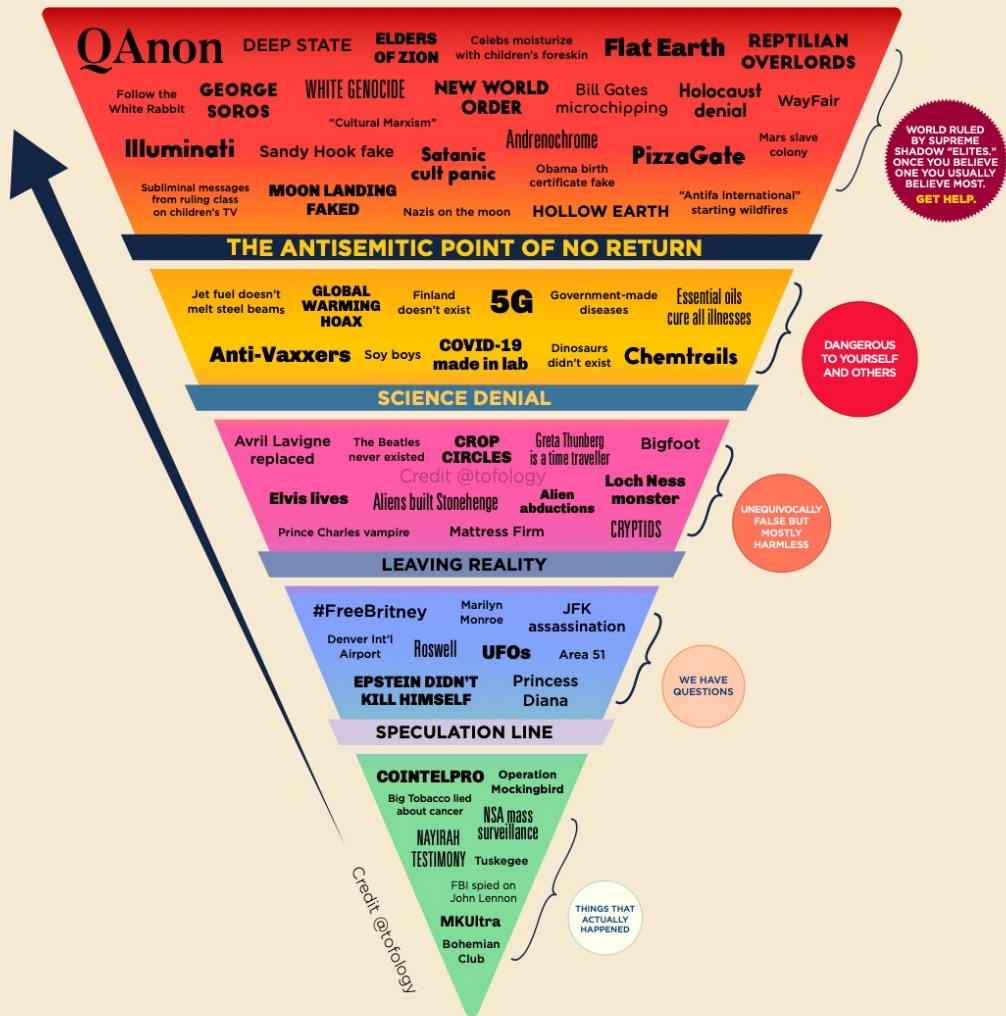 QAnon
DEEP STATE
ELDERS
OF ZION
Celebs moisturize
with children's foreskin
Flat Earth
REPTILIAN
OVERLORDS
Follow the
White Rabbit
GEORGE
SOROS
WHITE GENOCIDE
"Cultural Marxism"
NEW WORLD
ORDER
Bill Gates
microchipping
Holocaust
denial
WayFair
Illuminati
Sandy Hook fake
Satanic
cult panic
Andrenochrome
Obama birth
certificate fake
PizzaGate
Mars slave
colony
Subliminal messages
from ruling class
on children's TV
MOON LANDING
FAKED
Nazis on the moon
HOLLOW EARTH
"Antifa International"
starting wildfires
WORLD RULED
BY SUPREME
SHADOW "ELITES."
ONCE YOU BELIEVE
ONE YOU USUALLY
BELIEVE MOST.
GET HELP.
THE ANTISEMITIC POINT OF NO RETURN
Jet fuel doesn't
melt steel beams
GLOBAL
WARMING
HOAX
Finland
doesn't exist
5G
Government-made
diseases
Essential oils
cure all illnesses
Anti-Vaxxers
Soy boys
COVID-19
made in lab
Dinosaurs
didn't exist
Chemtrails
DANGEROUS
TO YOURSELF
AND OTHERS
SCIENCE DENIAL
Avril Lavigne
replaced
The Beatles
never existed
CROP
CIRCLES
Greta Thunberg
is a time traveller
Bigfoot
Credit @tofology
Elvis lives
Aliens built Stonehenge
Alien
abductions
Loch Ness
monster
Prince Charles vampire
Mattress Firm
CRYPTIDS
UNEQUIVOCALLY
FALSE BUT
MOSTLY
HARMLESS
LEAVING REALITY
#FreeBritney
Marilyn
Monroe
JFK
assassination
Denver Int'l
Airport
Roswell
UFOs
Area 51
EPSTEIN DIDN'T
KILL HIMSELF
Princess
Diana
WE HAVE
QUESTIONS
SPECULATION LINE
COINTELPRO
Operation
Mockingbird
Big Tobacco lied
about cancer
NSA mass
surveillance
NAYIRAH
TESTIMONY
Tuskegee
FBI spied on
John Lennon
MKUltra
Bohemian
Club
THINGS THAT
ACTUALLY
HAPPENED
Credit @tofology